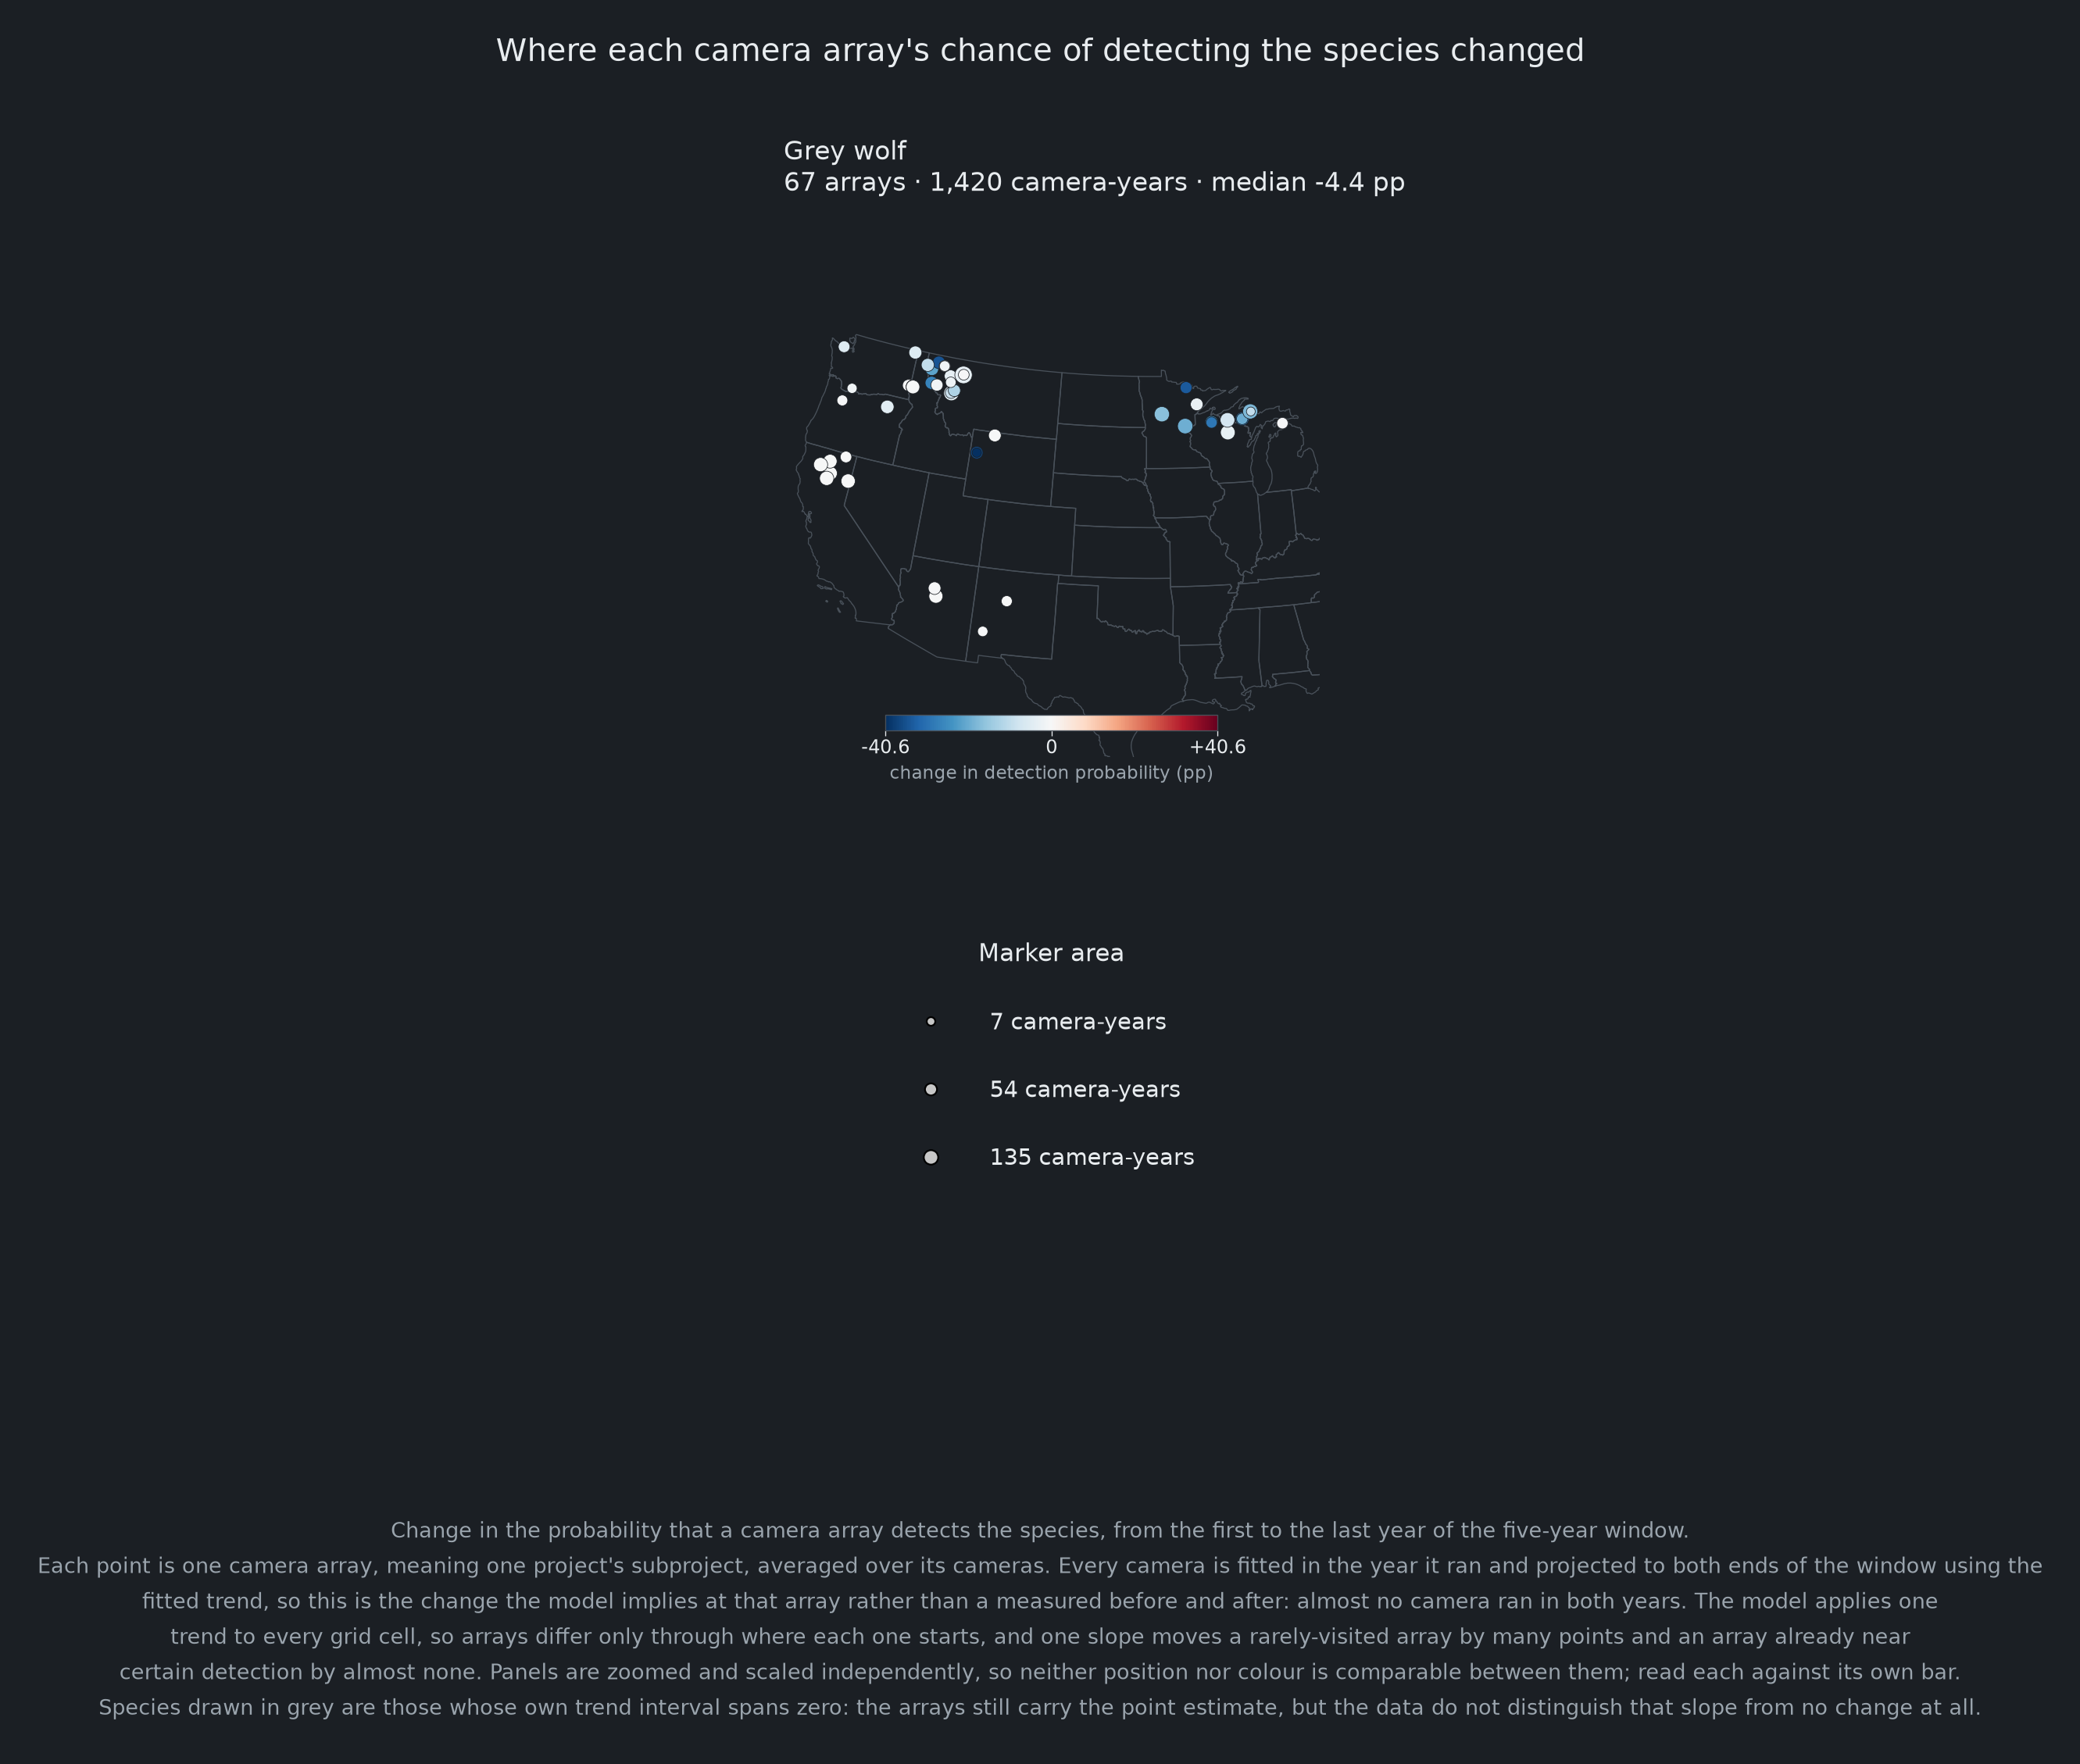 Where each camera array's chance of detecting the species changed
Grey wolf
67 arrays · 1,420 camera-years · median -4.4 pp
-40.6 0 +40.6
change in detection probability (pp)
Marker area
7 camera-years
54 camera-years
135 camera-years
Change in the probability that a camera array detects the species, from the first to the last year of the five-year window.
Each point is one camera array, meaning one project's subproject, averaged over its cameras. Every camera is fitted in the year it ran and projected to both ends of the window using the
fitted trend, so this is the change the model implies at that array rather than a measured before and after: almost no camera ran in both years. The model applies one
trend to every grid cell, so arrays differ only through where each one starts, and one slope moves a rarely-visited array by many points and an array already near
certain detection by almost none. Panels are zoomed and scaled independently, so neither position nor colour is comparable between them; read each against its own bar.
Species drawn in grey are those whose own trend interval spans zero: the arrays still carry the point estimate, but the data do not distinguish that slope from no change at all.